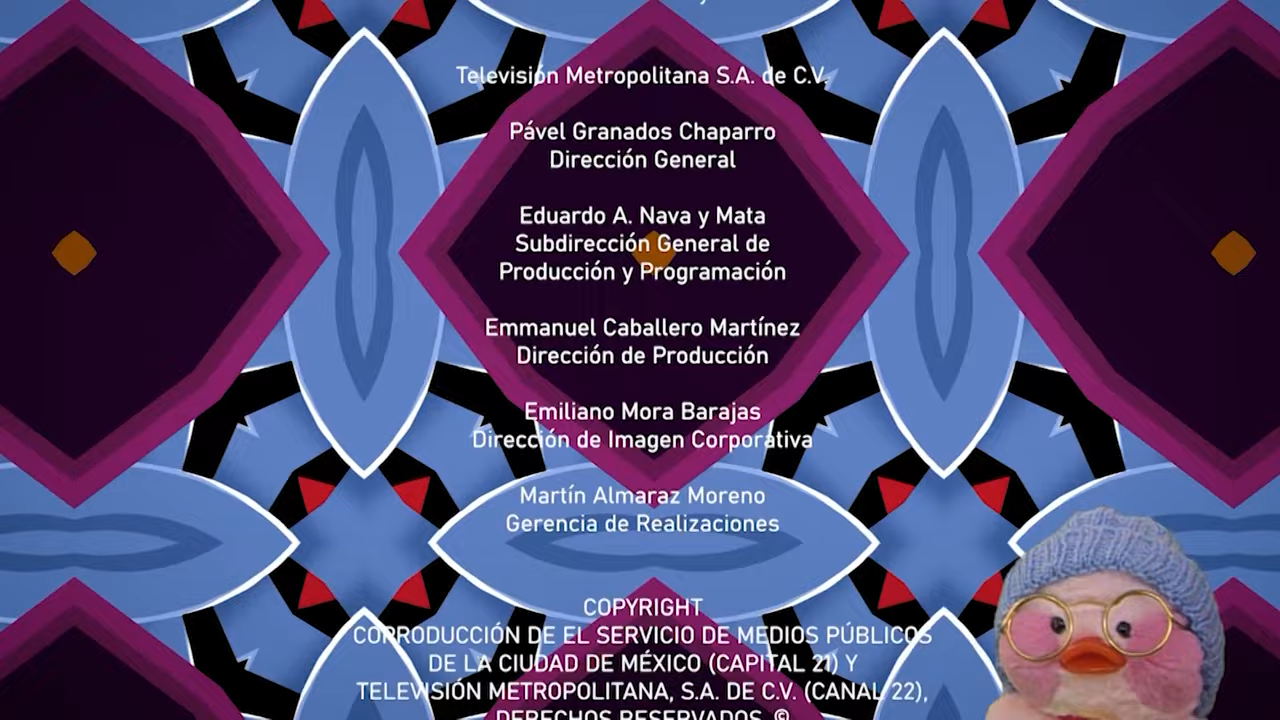 Televisión Metropolitana S.A. de C.V.
Pável Granados Chaparro
Dirección General
Eduardo A. Nava y Mata
Subdirección General de
Producción y Programación
Emmanuel Caballero Martínez
Dirección de Producción
Emiliano Mora Barajas
Dirección de Imagen Corporativa
Martín Almaraz Moreno
Gerencia de Realizaciones
COPYRIGHT
COPRODUCCIÓN DE EL SERVICIO DE MEDIOS PÚBLICOS
DE LA CIUDAD DE MÉXICO (CAPITAL 21) Y
TELEVISIÓN METROPOLITANA, S.A. DE C.V. (CANAL 22),
DERECHOS RESERVADOS. ©